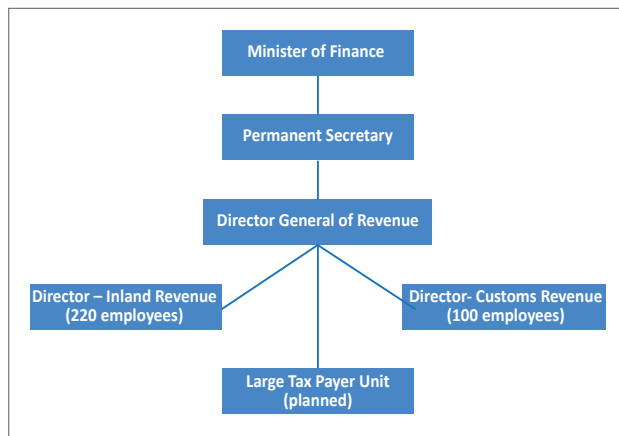 Minister of Finance
Permanent Secretary
Director General of Revenue
Director – Inland Revenue
(220 employees)
Director- Customs Revenue
(100 employees)
Large Tax Payer Unit
(planned)